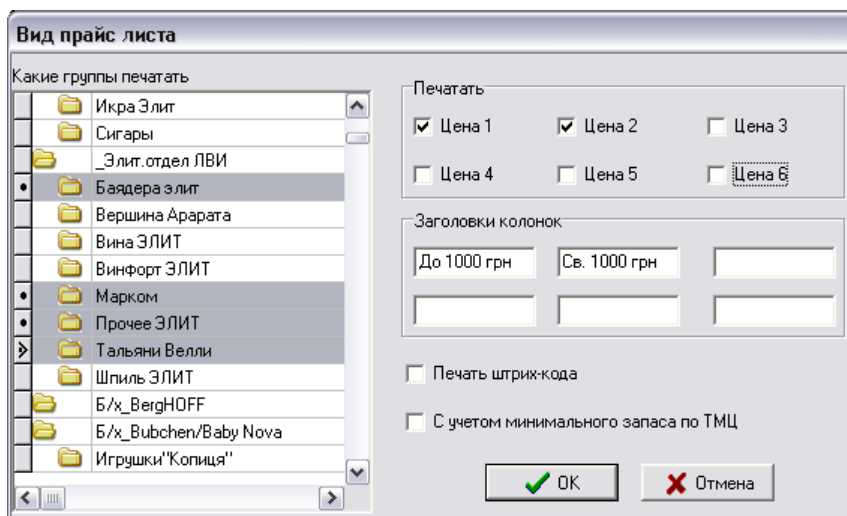 Вид прайс листа
Какие группы печатать
Икра Элит
Сигары
_Элит.отдел ЛВИ
Баядера элит
Вершина Арарата
Вина ЭЛИТ
Винфорт ЭЛИТ
Марком
Прочее ЭЛИТ
Тальяни Велли
Шпиль ЭЛИТ
Б/х_BergHOFF
Б/х_Bubchen/Baby Nova
Игрушки"Копиця"
Печатать
Цена 1 Цена 2 Цена 3
Цена 4 Цена 5 Цена 6
Заголовки колонок
До 1000 грн Св. 1000 грн
Печать штрих-кода
С учетом минимального запаса по ТМЦ
OK Отмена